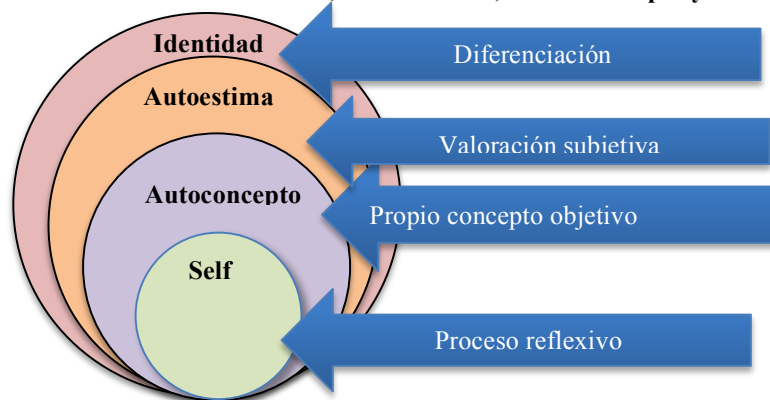 Identidad
Diferenciación
Autoestima
Valoración subjetiva
Autoconcepto
Propio concepto objetivo
Self
Proceso reflexivo